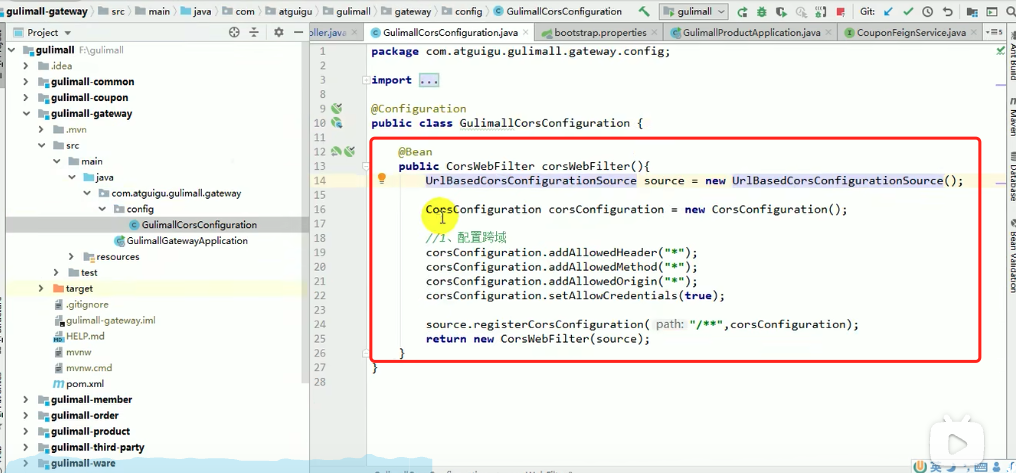 gulimall-gateway src main java com atguigu gulimall gateway config GulimallCorsConfiguration gulimall Git:
Project
oller.java GulimallCorsConfiguration.java bootstrap.properties GulimallProductApplication.java CouponFeignService.java
gulimall F:\gulimall
.idea
gulimall-common
gulimall-coupon
gulimall-gateway
.mvn
src
main
java
com.atguigu.gulimall.gateway
config
GulimallCorsConfiguration
GulimallGatewayApplication
resources
test
target
.gitignore
gulimall-gateway.iml
HELP.md
mvnw
mvnw.cmd
pom.xml
gulimall-member
gulimall-order
gulimall-product
gulimall-third-party
gulimall-ware
1 package com.atguigu.gulimall.gateway.config;
2
3 import ...
8
9 @Configuration
10 public class GulimallCorsConfiguration {
11
12 @Bean
13 public CorsWebFilter corsWebFilter(){
14 UrlBasedCorsConfigurationSource source = new UrlBasedCorsConfigurationSource();
15
16 CorsConfiguration corsConfiguration = new CorsConfiguration();
17
18 //1、配置跨域
19 corsConfiguration.addAllowedHeader("*");
20 corsConfiguration.addAllowedMethod("*");
21 corsConfiguration.addAllowedOrigin("*");
22 corsConfiguration.setAllowCredentials(true);
23
24 source.registerCorsConfiguration( path: "/**",corsConfiguration);
25 return new CorsWebFilter(source);
26 }
27 }
28
Ant Build
Maven
Database
Bean Validation
英